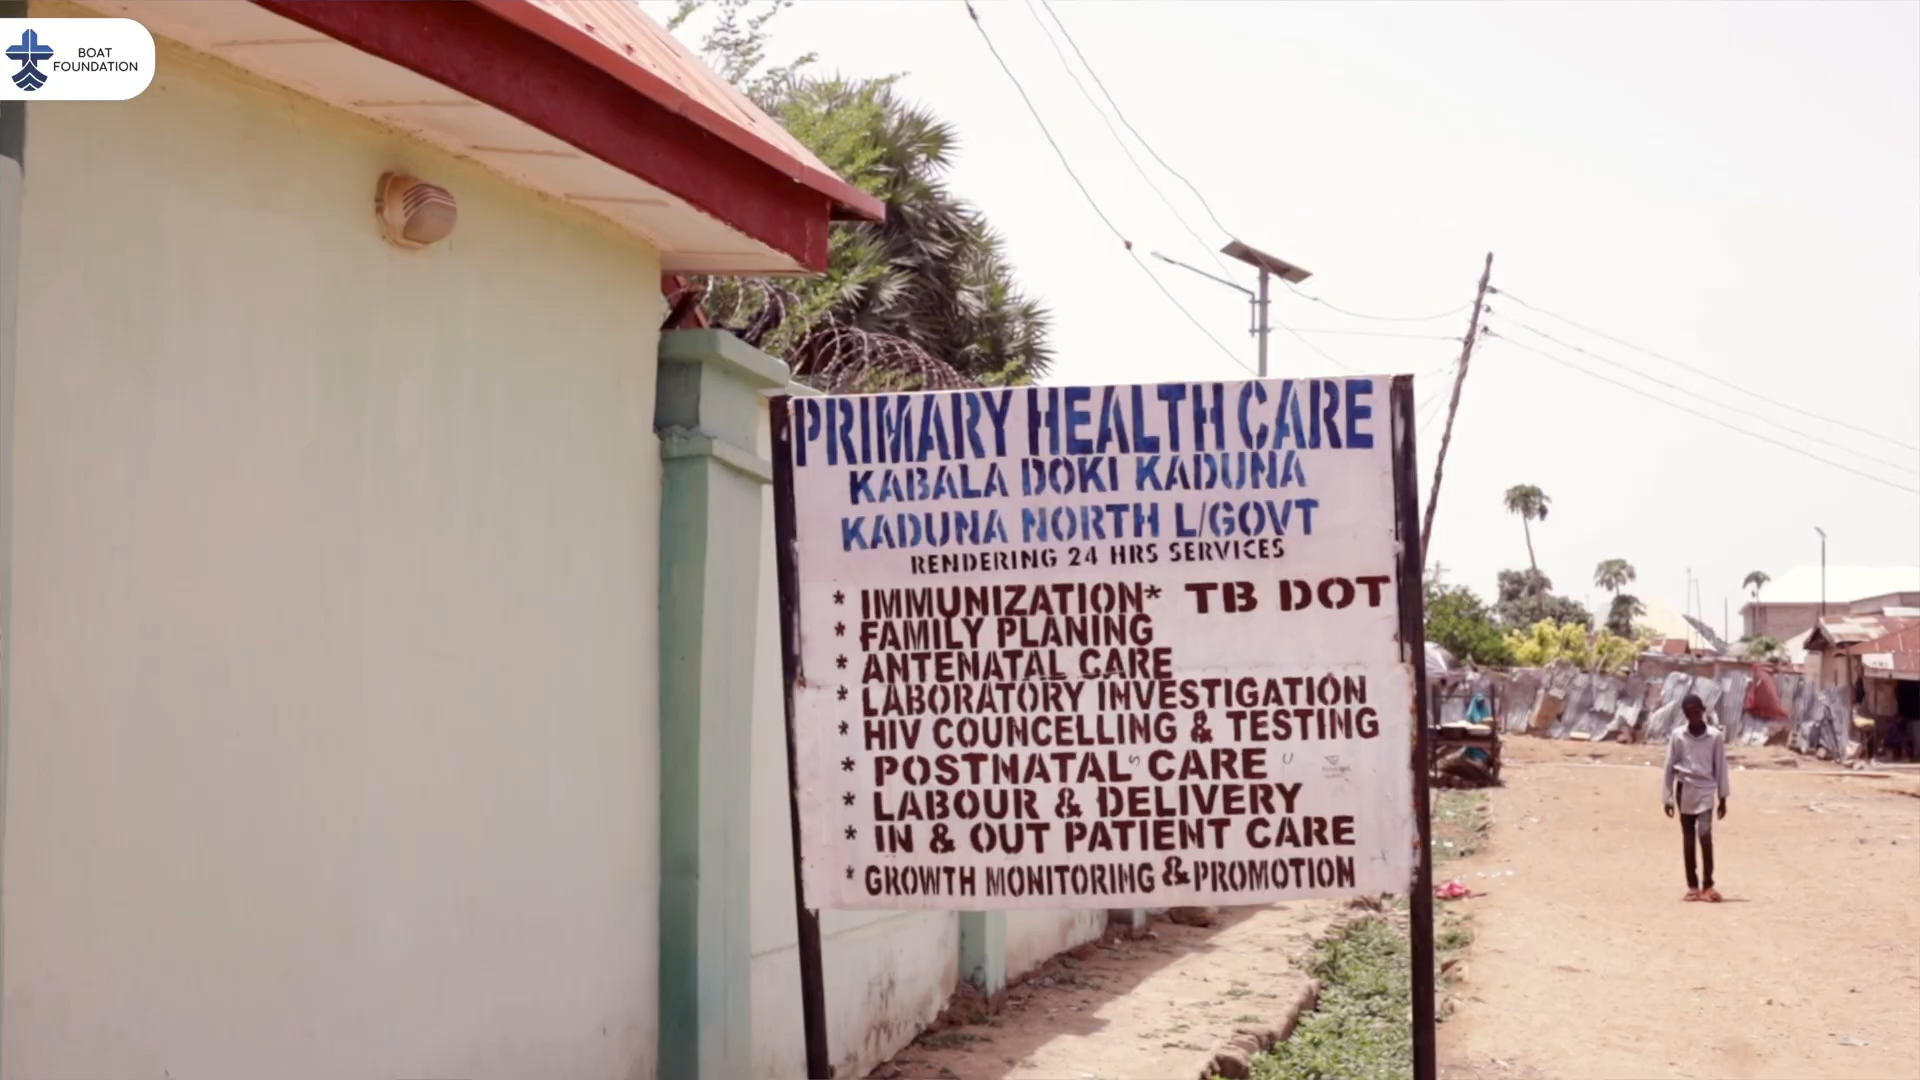 BOAT
FOUNDATION
PRIMARY HEALTH CARE
KABALA DOKI KADUNA
KADUNA NORTH L/GOVT
RENDERING 24 HRS SERVICES
* IMMUNIZATION* TB DOT
* FAMILY PLANING
* ANTENATAL CARE
* LABORATORY INVESTIGATION
* HIV COUNCELLING & TESTING
* POSTNATAL CARE
* LABOUR & DELIVERY
* IN & OUT PATIENT CARE
* GROWTH MONITORING & PROMOTION